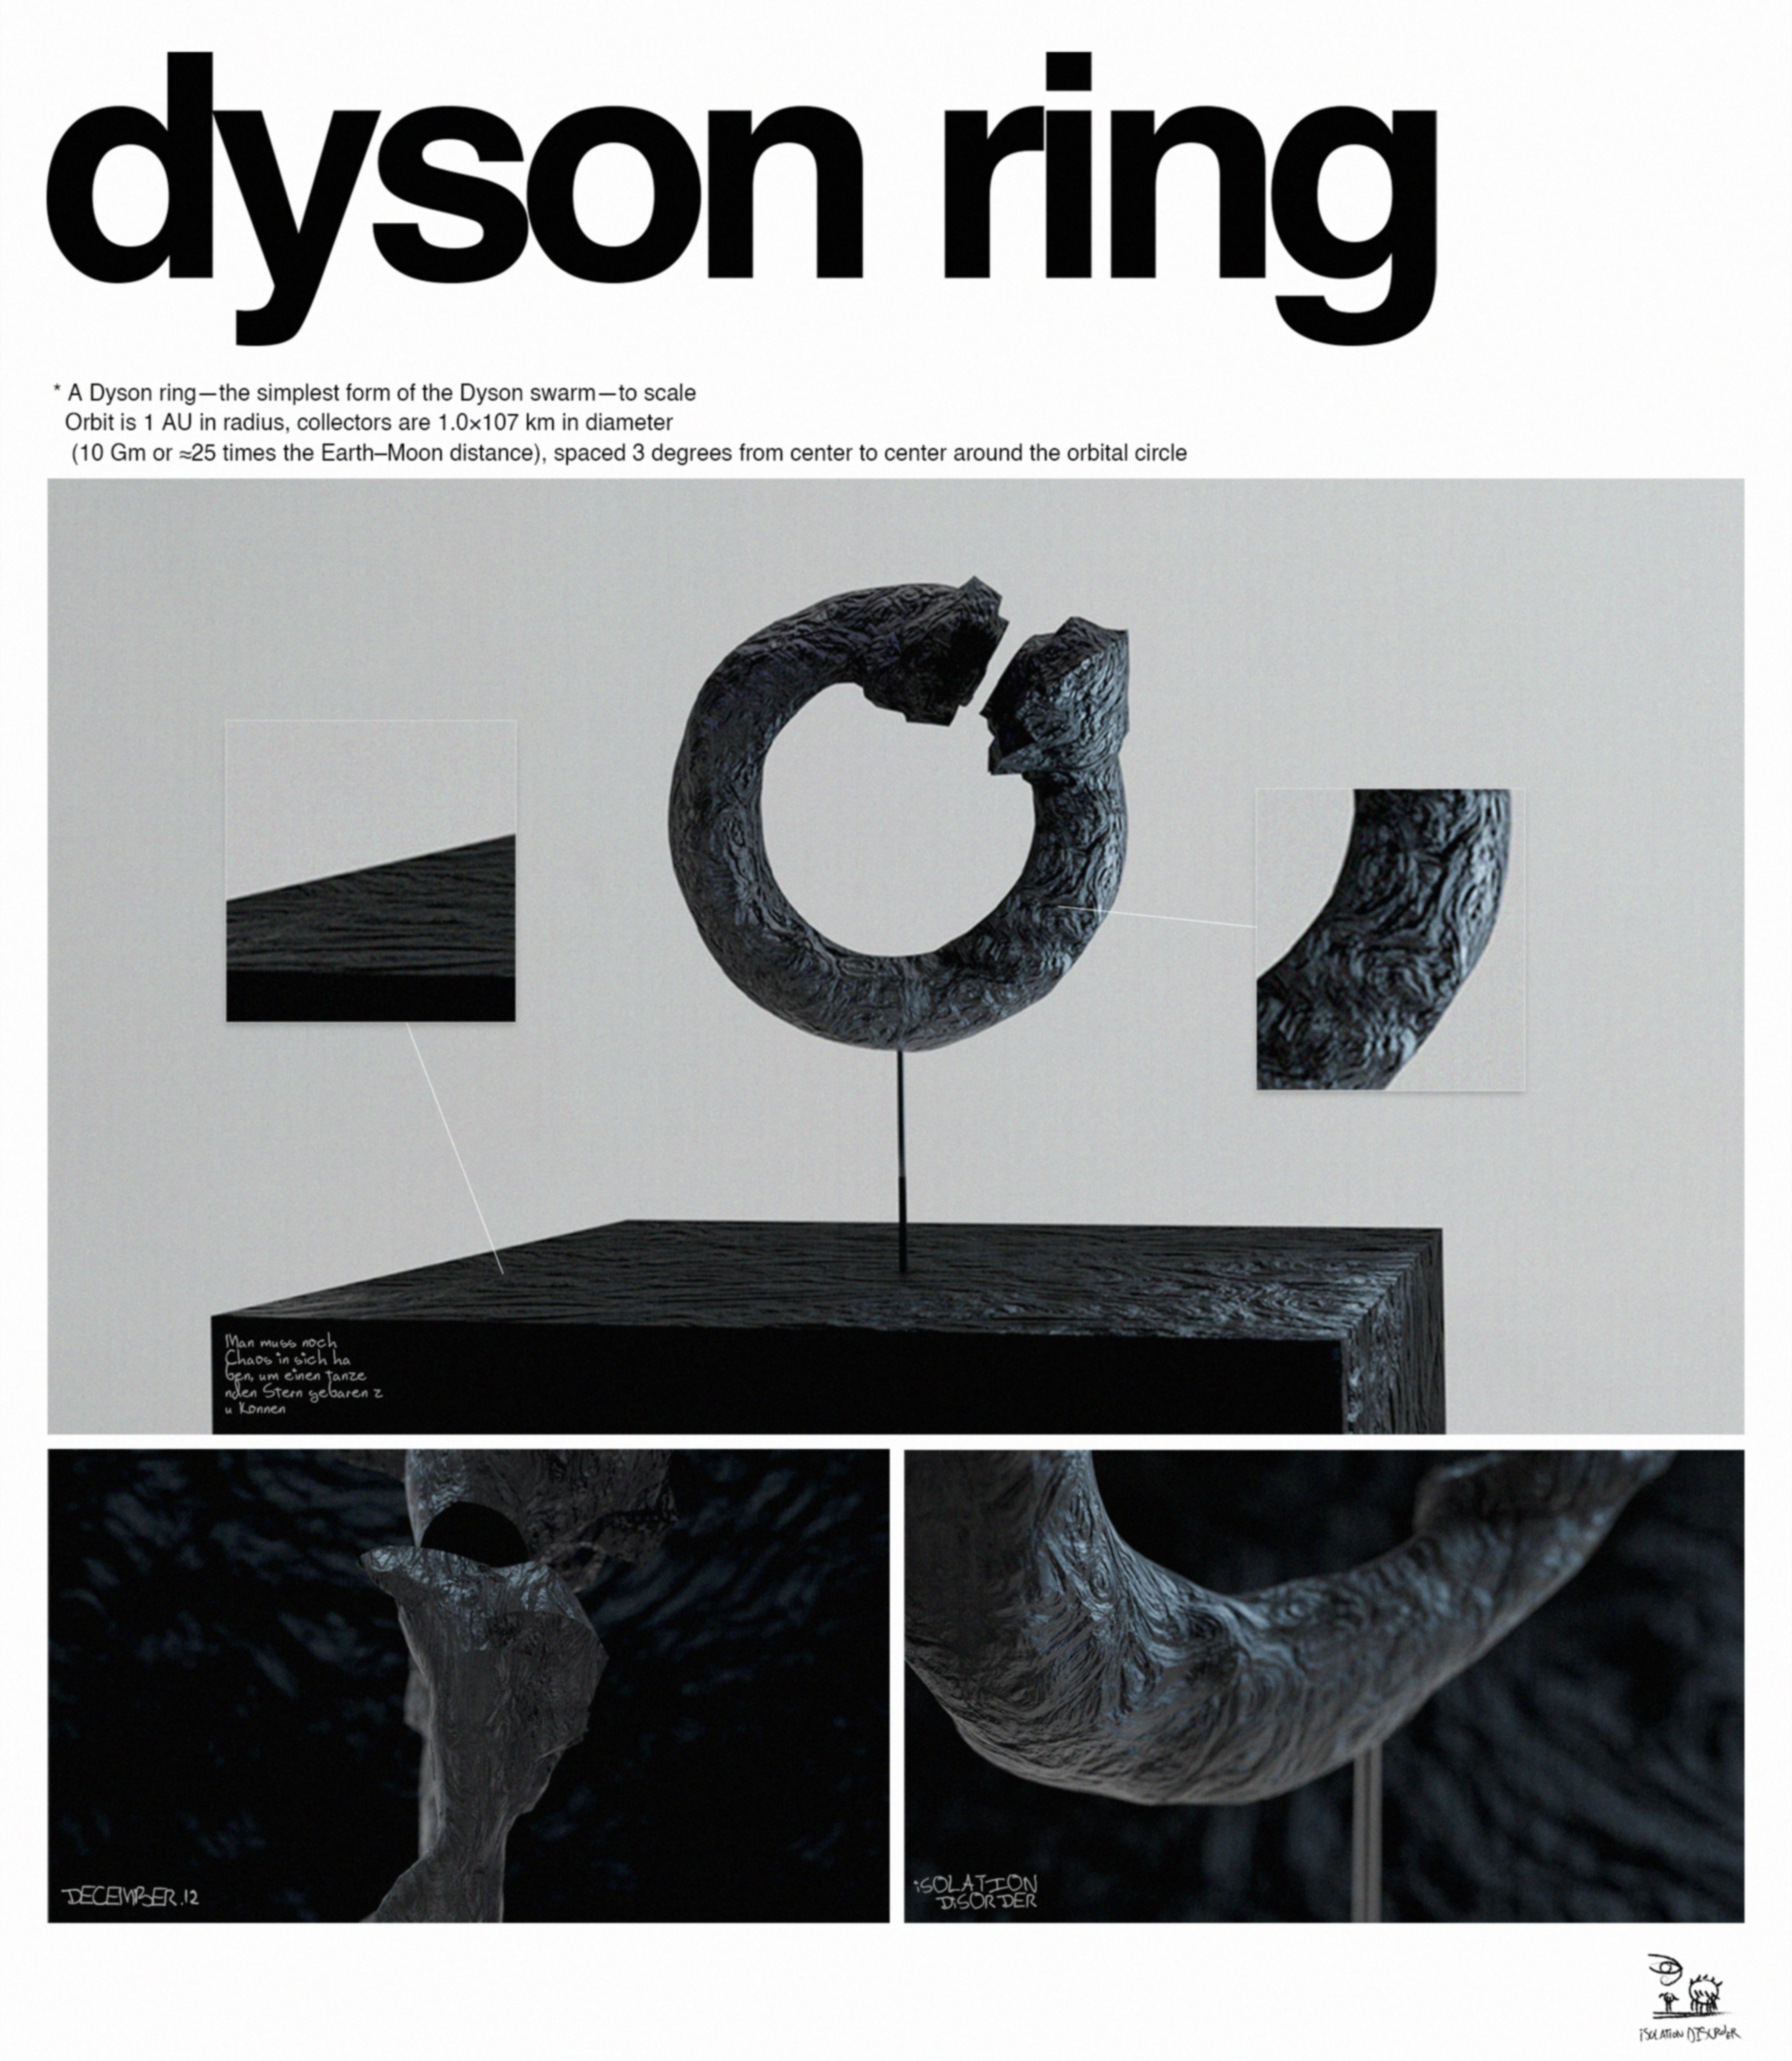 dyson ring
* A Dyson ring—the simplest form of the Dyson swarm—to scale
Orbit is 1 AU in radius, collectors are 1.0×107 km in diameter
(10 Gm or ≈25 times the Earth–Moon distance), spaced 3 degrees from center to center around the orbital circle
Man muss noch
Chaos in sich ha
ben, um einen tanze
nden Stern gebaren z
u Konnen
DECEMBER.12
iSOLATION
DiSORDER
iSOLATION DISORDER